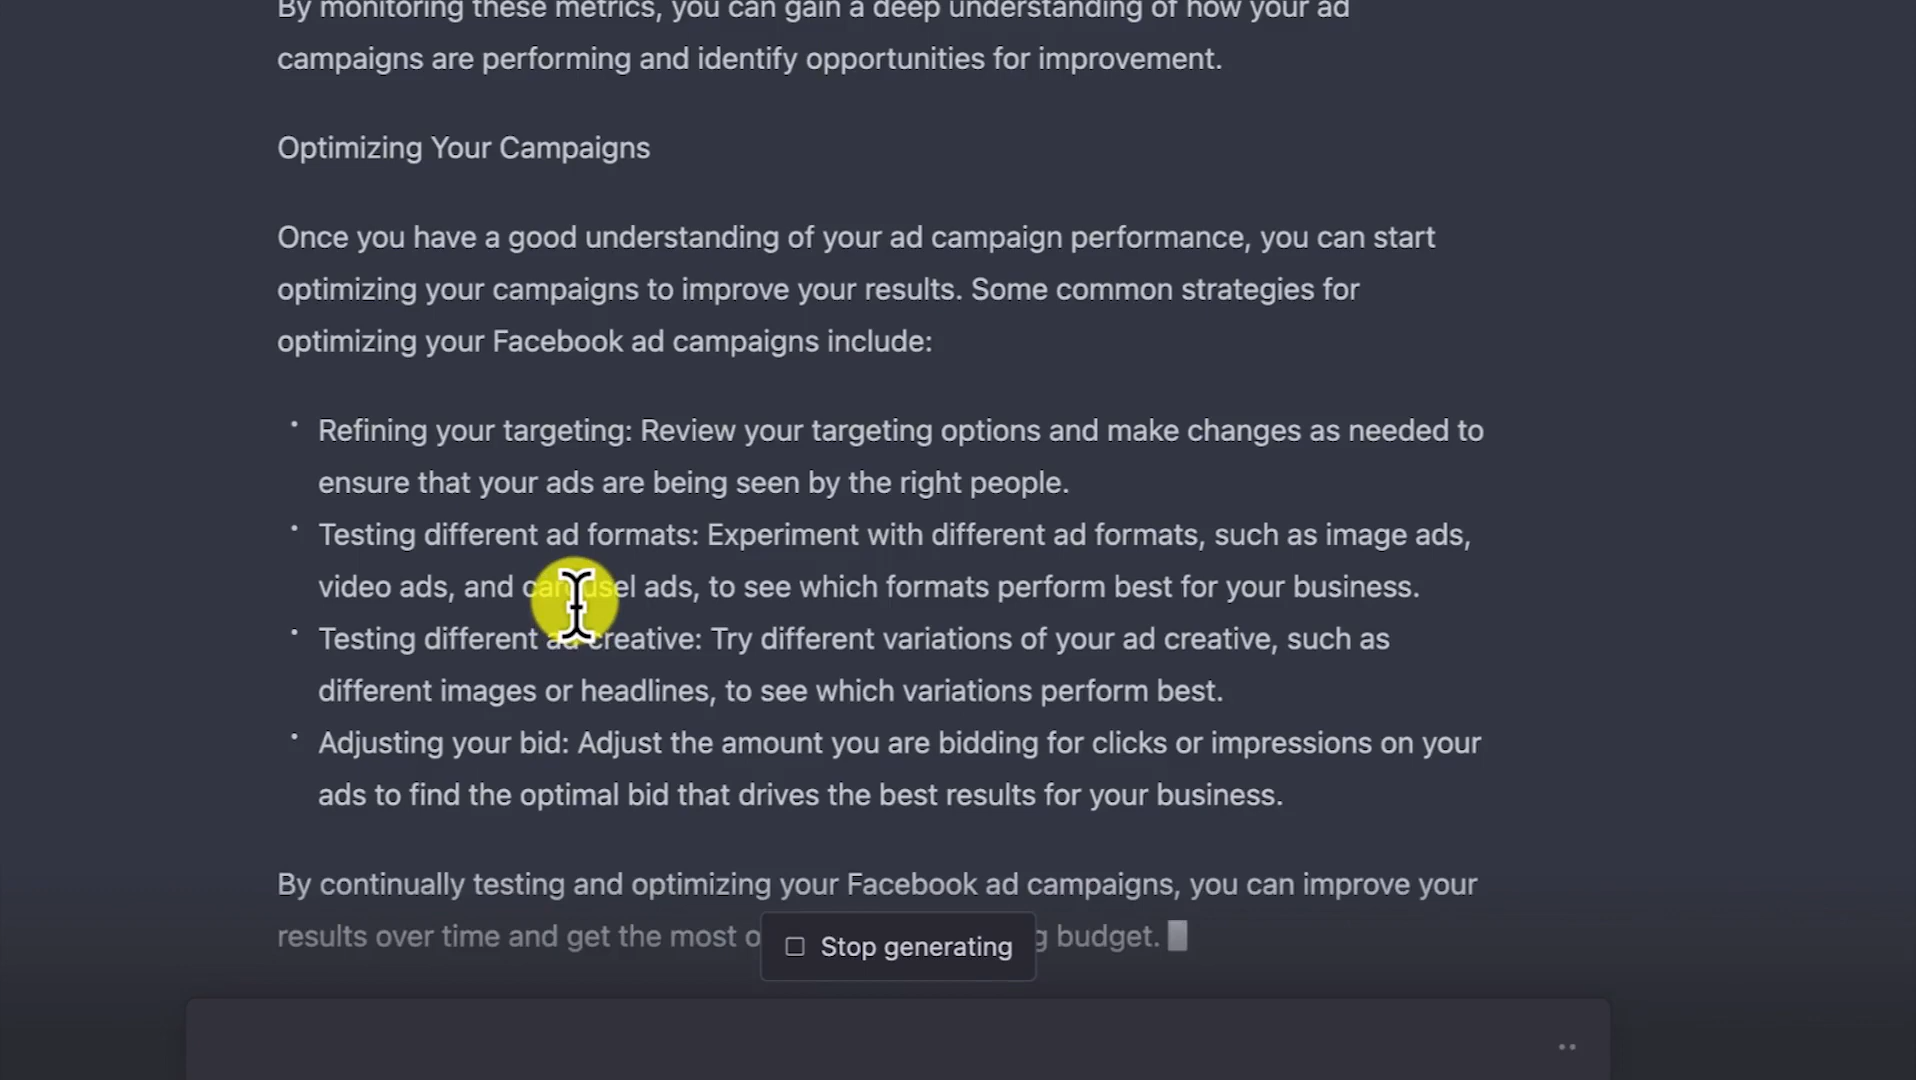 By monitoring these metrics, you can gain a deep understanding of how your ad
campaigns are performing and identify opportunities for improvement.
Optimizing Your Campaigns
Once you have a good understanding of your ad campaign performance, you can start
optimizing your campaigns to improve your results. Some common strategies for
optimizing your Facebook ad campaigns include:
• Refining your targeting: Review your targeting options and make changes as needed to
ensure that your ads are being seen by the right people.
• Testing different ad formats: Experiment with different ad formats, such as image ads,
video ads, and carousel ads, to see which formats perform best for your business.
• Testing different ad creative: Try different variations of your ad creative, such as
different images or headlines, to see which variations perform best.
• Adjusting your bid: Adjust the amount you are bidding for clicks or impressions on your
ads to find the optimal bid that drives the best results for your business.
By continually testing and optimizing your Facebook ad campaigns, you can improve your
results over time and get the most budget.
Stop generating